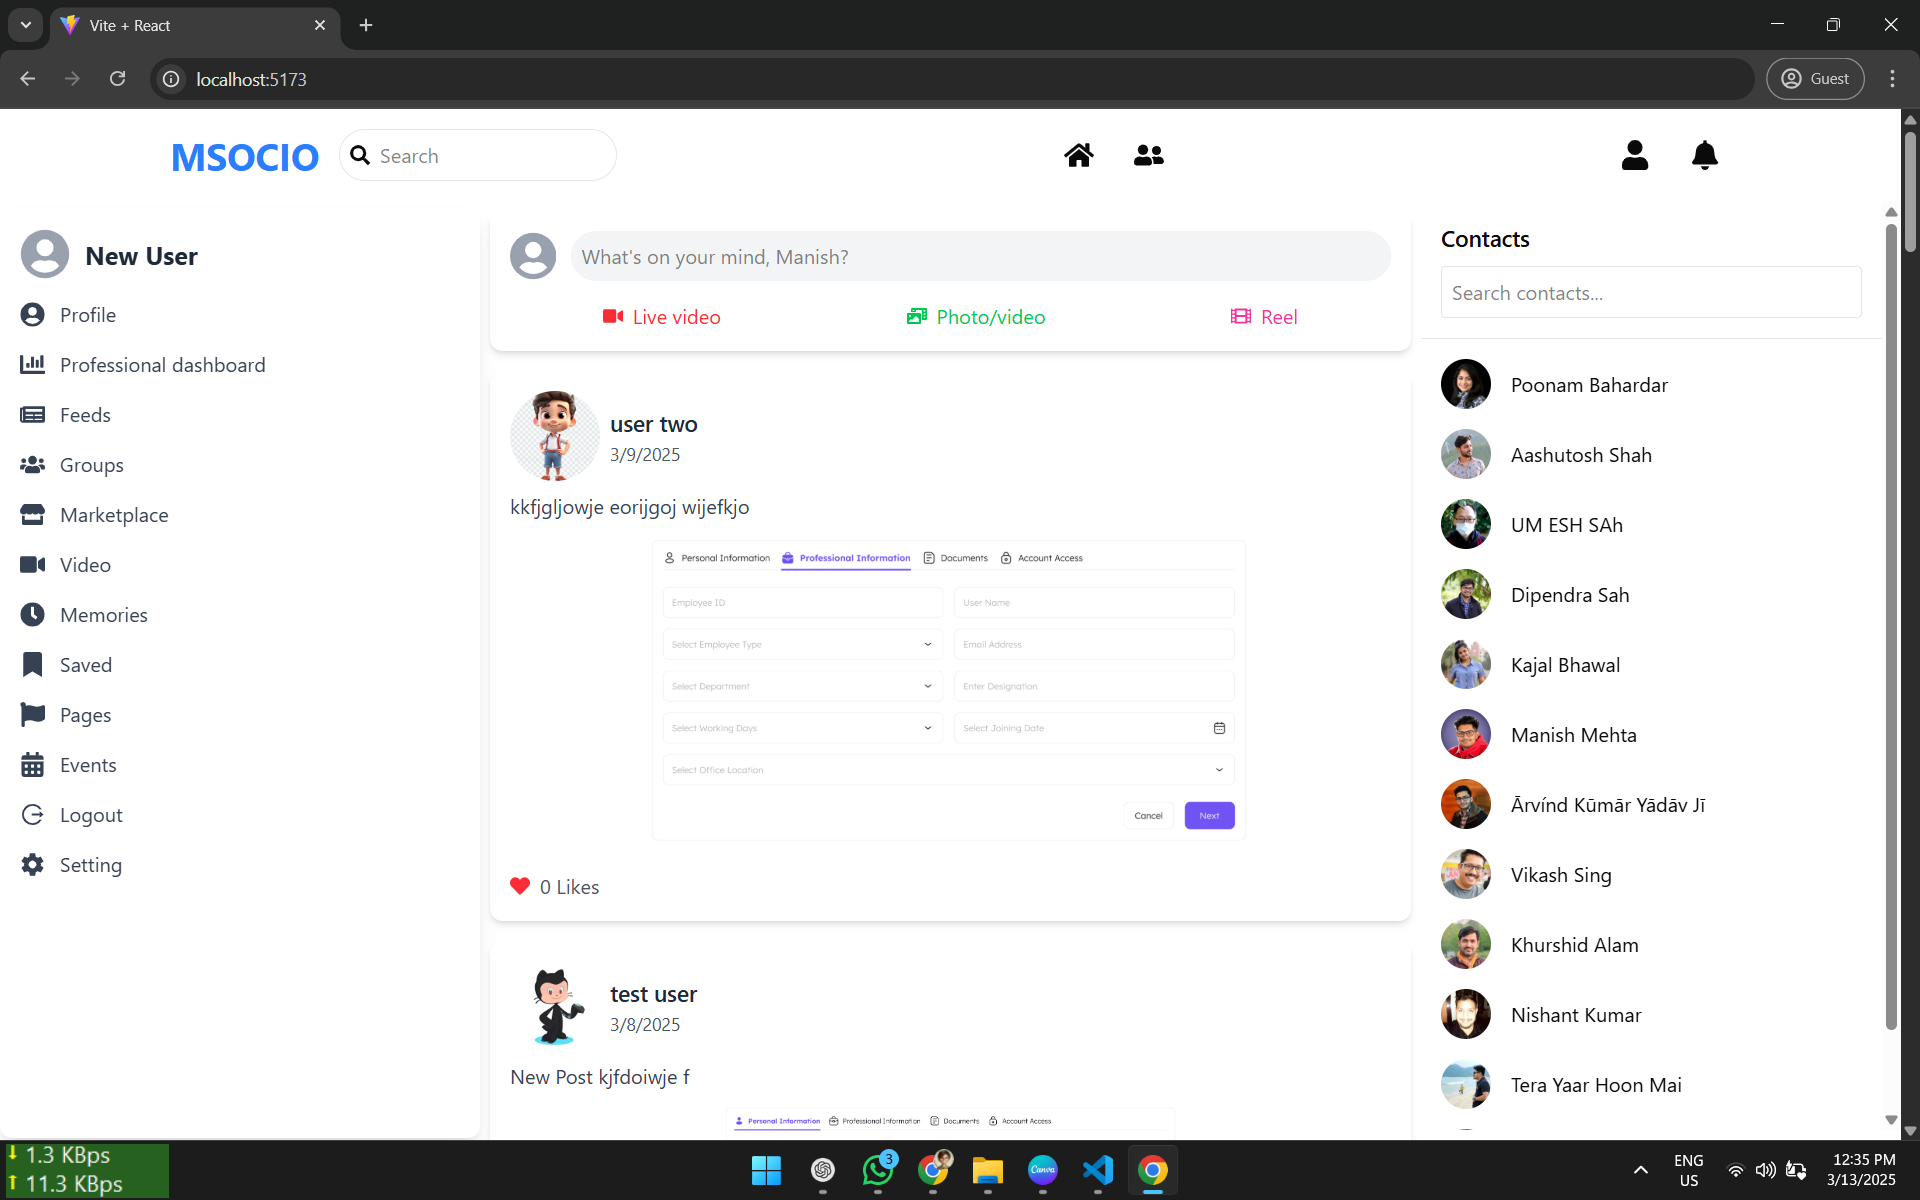 Vite + React
localhost:5173
Guest
MSOCIO
Search
New User
Profile
Professional dashboard
Feeds
Groups
Marketplace
Video
Memories
Saved
Pages
Events
Logout
Setting
What's on your mind, Manish?
Live video
Photo/video
Reel
user two
3/9/2025
kkfjgljowje eorijgoj wijefkjo
Personal Information Professional Information Documents Account Access
Employee ID User Name
Select Employee Type Email Address
Select Department Enter Designation
Select Working Days Select Joining Date
Select Office Location
Cancel Next
0 Likes
test user
3/8/2025
New Post kjfdoiwje f
Personal Information Professional Information Documents Account Access
Contacts
Search contacts...
Poonam Bahardar
Aashutosh Shah
UM ESH SAh
Dipendra Sah
Kajal Bhawal
Manish Mehta
Ārvínd Kūmār Yādāv Jī
Vikash Sing
Khurshid Alam
Nishant Kumar
Tera Yaar Hoon Mai
1.3 KBps
11.3 KBps
3
Canva
ENG
US
12:35 PM
3/13/2025